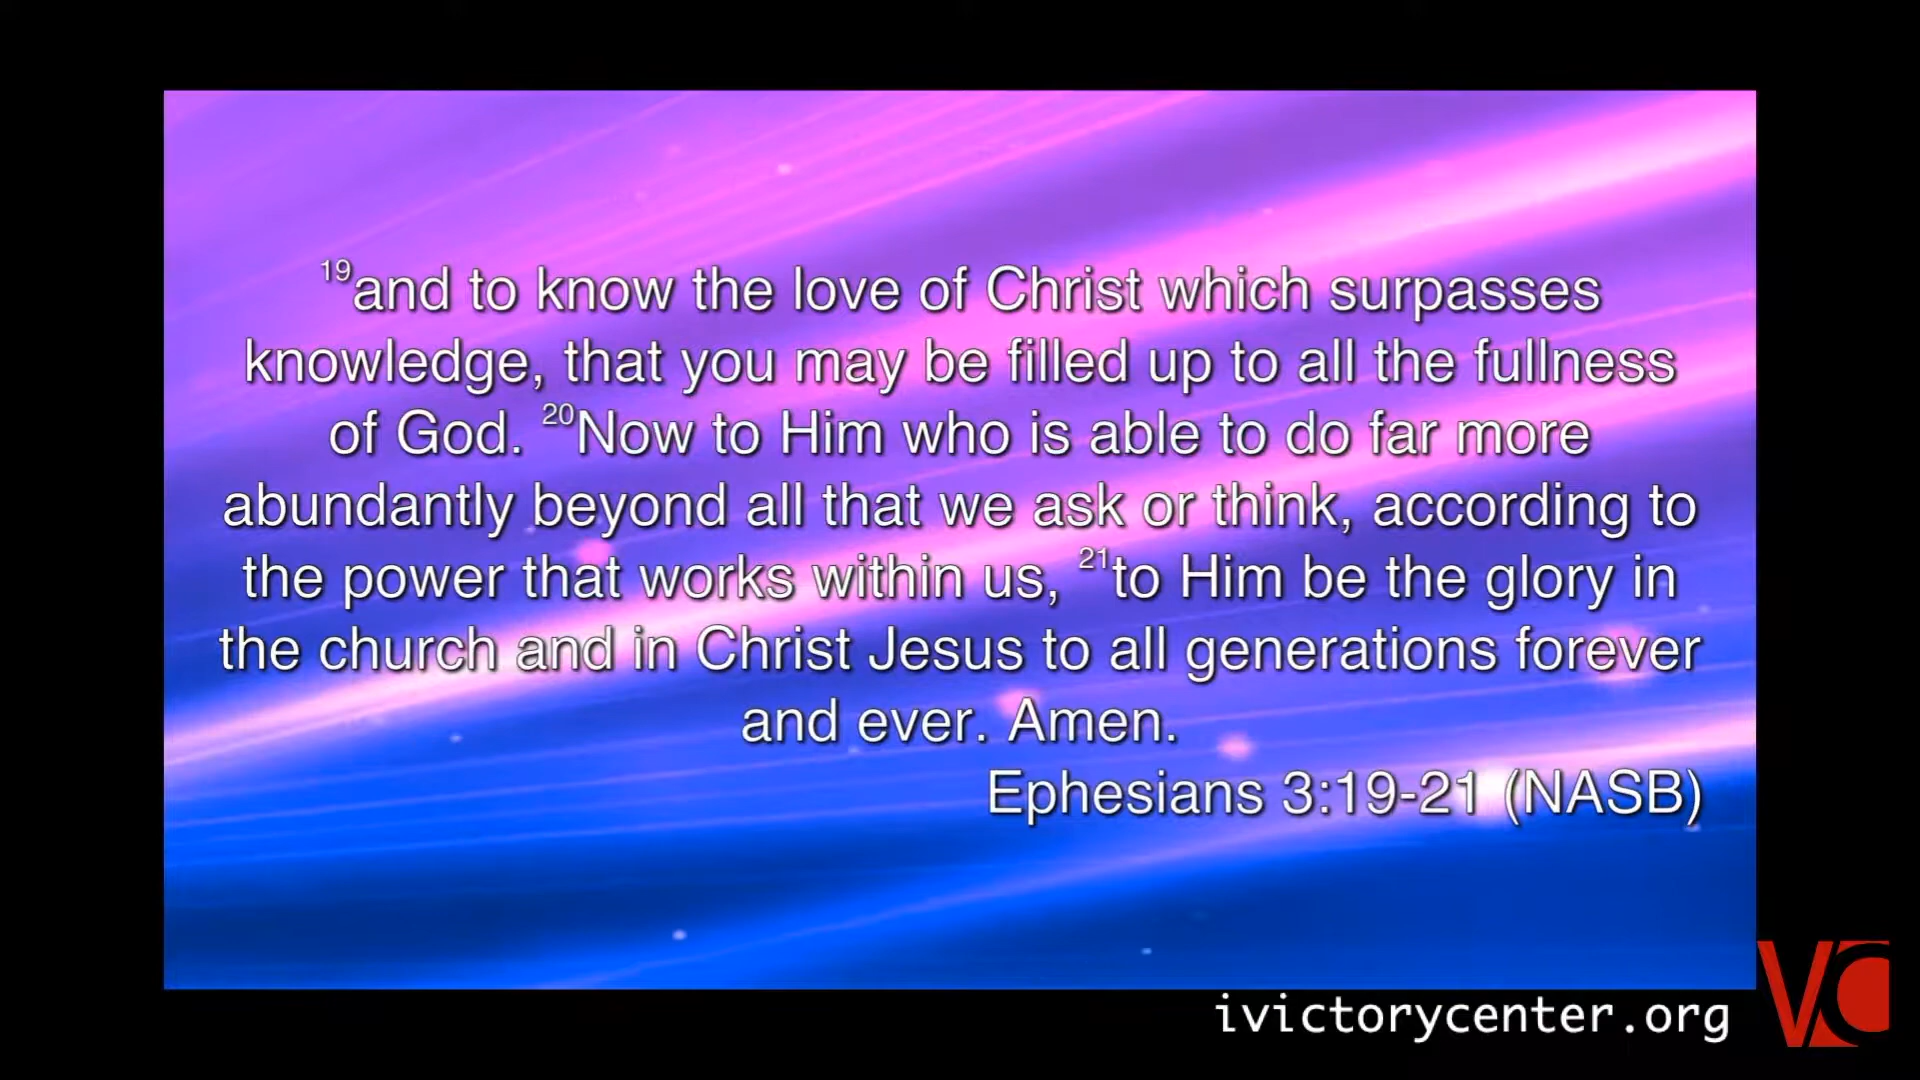 19and to know the love of Christ which surpasses
knowledge, that you may be filled up to all the fullness
of God. 20Now to Him who is able to do far more
abundantly beyond all that we ask or think, according to
the power that works within us, 21to Him be the glory in
the church and in Christ Jesus to all generations forever
and ever. Amen.
Ephesians 3:19-21 (NASB)
ivictorycenter.org
VC